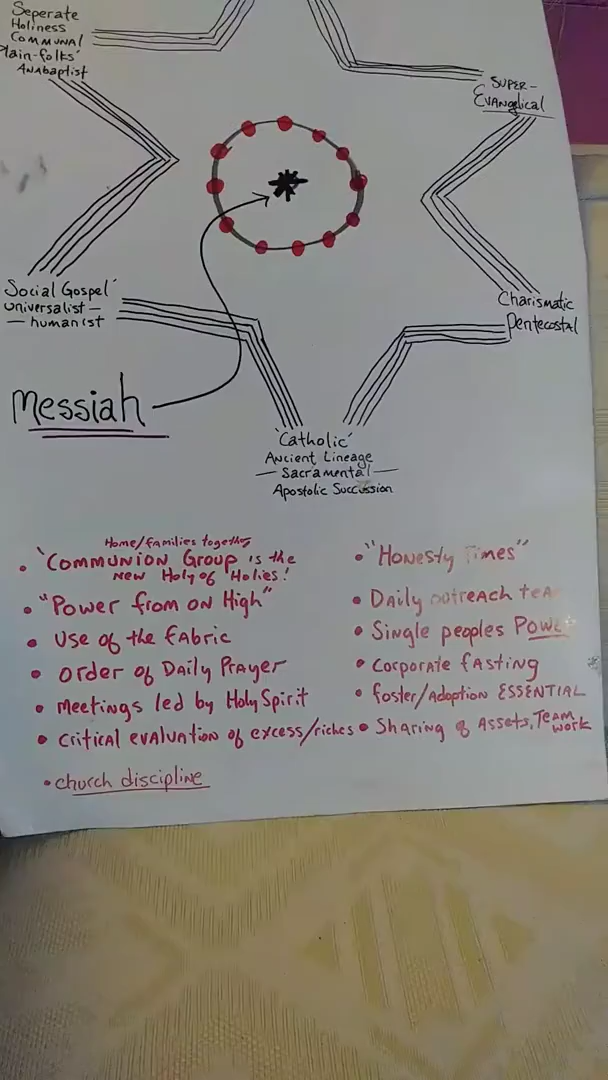 Seperate
Holiness
Communal
Plain-folks'
Anabaptist
SUPER-
Evangelical
Social Gospel'
universalist—
—humanist
Charismatic
Pentecostal
Messiah
'Catholic'
Ancient Lineage
—Sacramental—
Apostolic Succession
Home/families together
• 'Communion Group is the
new Holy of Holies!
• "Power from on High"
• Use of the fabric
• order of Daily Prayer
• Meetings led by Holy Spirit
• Critical evaluation of excess/riches
• church discipline
• "Honesty Times"
• Daily outreach
• Single peoples Power
• Corporate fasting
• foster/Adoption ESSENTIAL
• Sharing of Assets, Team
work